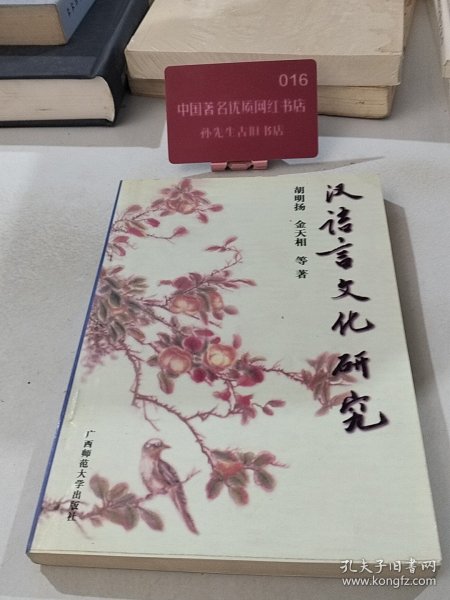 016
中国著名优质网红书店
孙先生古旧书店
汉语言文化研究
胡明扬 金天相 等 著
广西师范大学出版社
孔夫子旧书网
www.kongfz.com